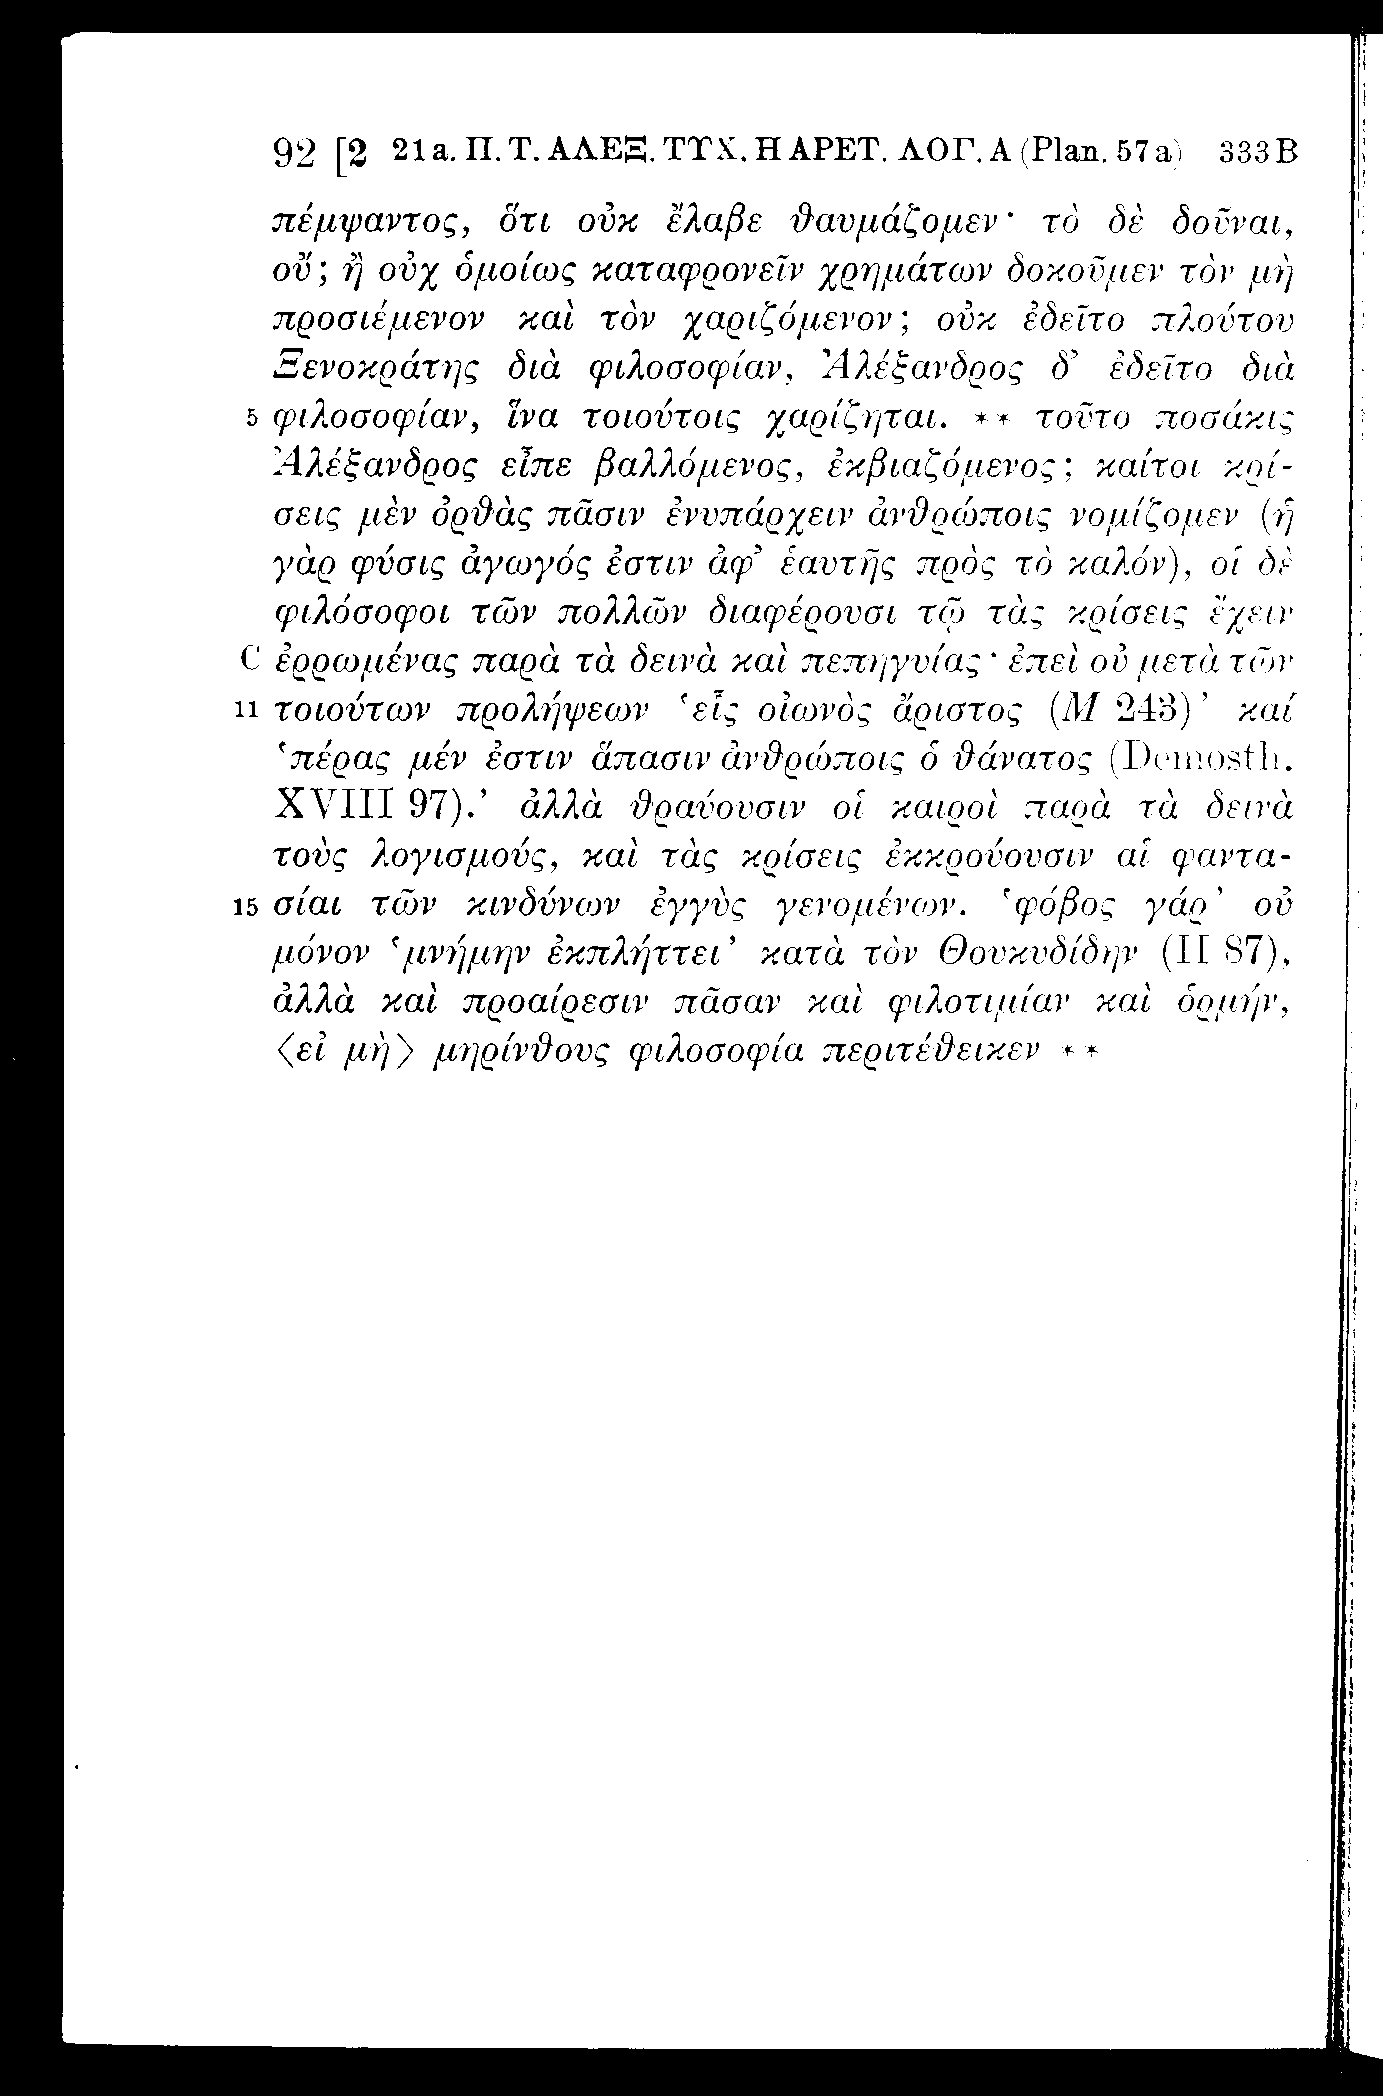 92 [2 21a. Π. Τ. ΑΛΕΞ. ΤΥΧ. Η ΑΡΕΤ. ΛΟΓ. Α (Plan. 57a) 333B
πέμψαντος, ὅτι οὐκ ἔλαβε θαυμάζομεν· τὸ δὲ δοῦναι,
οὔ; ἢ οὐχ ὁμοίως καταφρονεῖν χρημάτων δοκοῦμεν τὸν μὴ
προσιέμενον καὶ τὸν χαριζόμενον; οὐκ ἐδεῖτο πλούτου
Ξενοκράτης διὰ φιλοσοφίαν, Ἀλέξανδρος δ’ ἐδεῖτο διὰ
5 φιλοσοφίαν, ἵνα τοιούτοις χαρίζηται. ** τοῦτο ποσάκις
Ἀλέξανδρος εἶπε βαλλόμενος, ἐκβιαζόμενος; καίτοι κρί-
σεις μὲν ὀρθὰς πᾶσιν ἐνυπάρχειν ἀνθρώποις νομίζομεν (ἡ
γὰρ φύσις ἀγωγός ἐστιν ἀφ’ ἑαυτῆς πρὸς τὸ καλόν), οἱ δὲ
φιλόσοφοι τῶν πολλῶν διαφέρουσι τῷ τὰς κρίσεις ἔχειν
C ἐρρωμένας παρὰ τὰ δεινὰ καὶ πεπηγυίας· ἐπεὶ οὐ μετὰ τῶν
11 τοιούτων προλήψεων ‘εἷς οἰωνὸς ἄριστος (M 243)’ καί
‘πέρας μέν ἐστιν ἅπασιν ἀνθρώποις ὁ θάνατος (Demosth.
XVIII 97).’ ἀλλὰ θραύουσιν οἱ καιροὶ παρὰ τὰ δεινὰ
τοὺς λογισμούς, καὶ τὰς κρίσεις ἐκκρούουσιν αἱ φαντα-
15 σίαι τῶν κινδύνων ἐγγὺς γενομένων. ‘φόβος γάρ’ οὐ
μόνον ‘μνήμην ἐκπλήττει’ κατὰ τὸν Θουκυδίδην (II 87),
ἀλλὰ καὶ προαίρεσιν πᾶσαν καὶ φιλοτιμίαν καὶ ὁρμήν,
⟨εἰ μὴ⟩ μηρίνθους φιλοσοφία περιτέθεικεν **